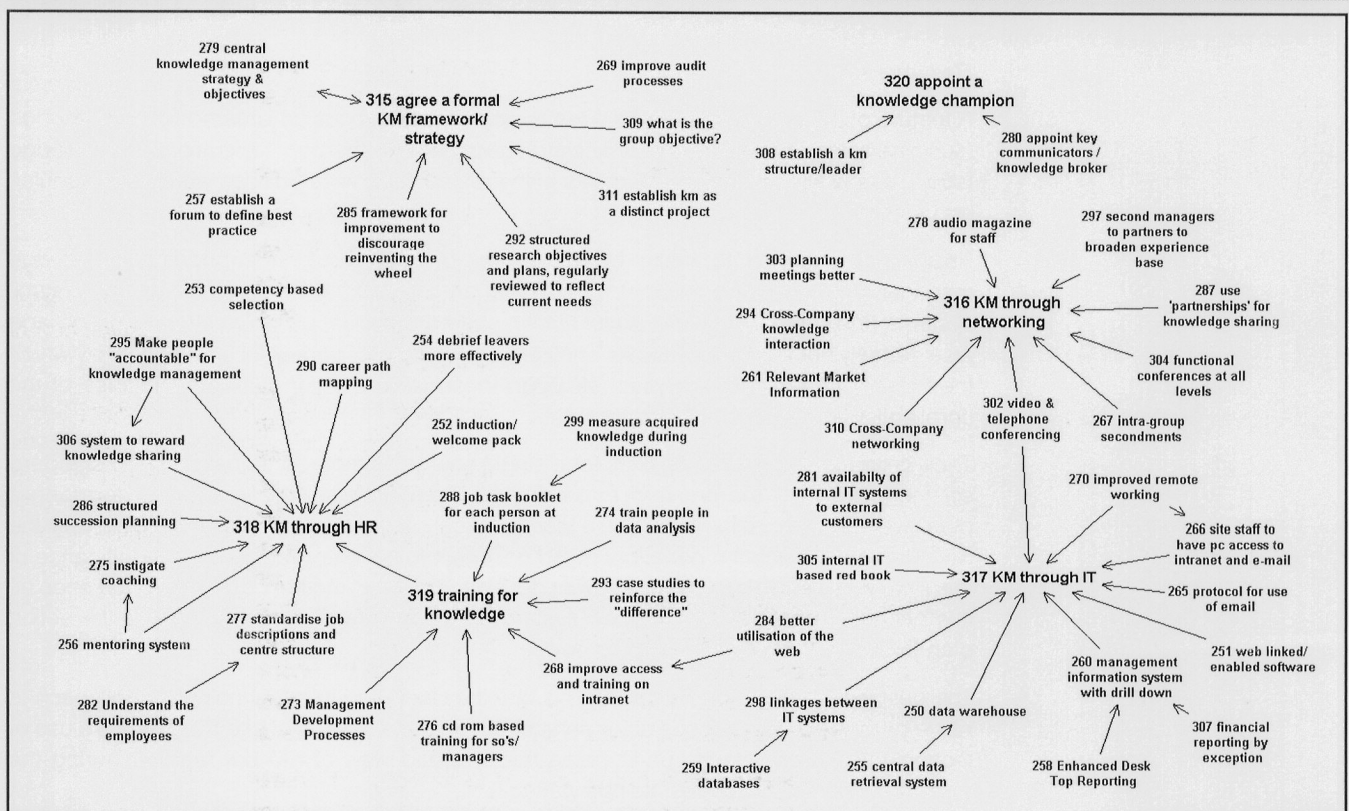 279 central
knowledge management
strategy &
objectives
315 agree a formal
KM framework/
strategy
269 improve audit
processes
309 what is the
group objective?
311 establish km as
a distinct project
257 establish a
forum to define best
practice
285 framework for
improvement to
discourage
reinventing the
wheel
292 structured
research objectives
and plans, regularly
reviewed to reflect
current needs
320 appoint a
knowledge champion
308 establish a km
structure/leader
280 appoint key
communicators /
knowledge broker
278 audio magazine
for staff
297 second managers
to partners to
broaden experience
base
303 planning
meetings better
316 KM through
networking
287 use
'partnerships' for
knowledge sharing
294 Cross-Company
knowledge
interaction
304 functional
conferences at all
levels
261 Relevant Market
Information
310 Cross-Company
networking
302 video &
telephone
conferencing
267 intra-group
secondments
253 competency based
selection
295 Make people
"accountable" for
knowledge management
290 career path
mapping
254 debrief leavers
more effectively
306 system to reward
knowledge sharing
252 induction/
welcome pack
299 measure acquired
knowledge during
induction
286 structured
succession planning
318 KM through HR
288 job task booklet
for each person at
induction
274 train people in
data analysis
275 instigate
coaching
319 training for
knowledge
293 case studies to
reinforce the
"difference"
256 mentoring system
277 standardise job
descriptions and
centre structure
282 Understand the
requirements of
employees
273 Management
Development
Processes
276 cd rom based
training for so's/
managers
268 improve access
and training on
intranet
281 availabilty of
internal IT systems
to external
customers
270 improved remote
working
266 site staff to
have pc access to
intranet and e-mail
305 internal IT
based red book
317 KM through IT
265 protocol for use
of email
284 better
utilisation of the
web
251 web linked/
enabled software
260 management
information system
with drill down
298 linkages between
IT systems
250 data warehouse
307 financial
reporting by
exception
259 Interactive
databases
255 central data
retrieval system
258 Enhanced Desk
Top Reporting